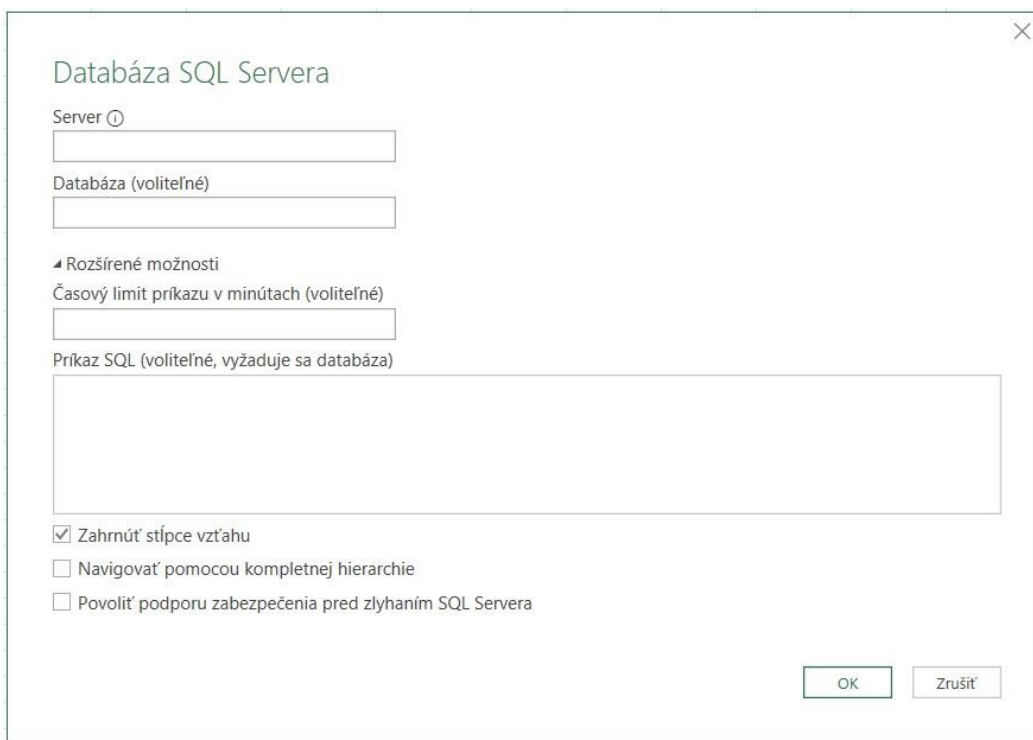 Databáza SQL Servera
Server
Databáza (voliteľné)
Rozšírené možnosti
Časový limit príkazu v minútach (voliteľné)
Príkaz SQL (voliteľné, vyžaduje sa databáza)
Zahrnúť stĺpce vzťahu
Navigovať pomocou kompletnej hierarchie
Povoliť podporu zabezpečenia pred zlyhaním SQL Servera
OK Zrušiť